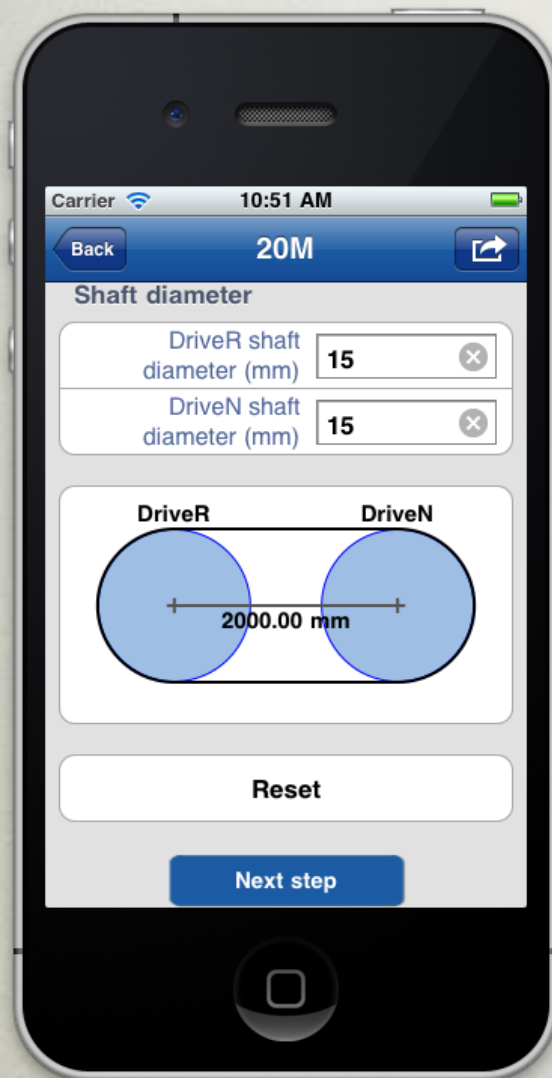 Carrier 10:51 AM
Back 20M
Shaft diameter
DriveR shaft
diameter (mm) 15
DriveN shaft
diameter (mm) 15
DriveR DriveN
2000.00 mm
Reset
Next step